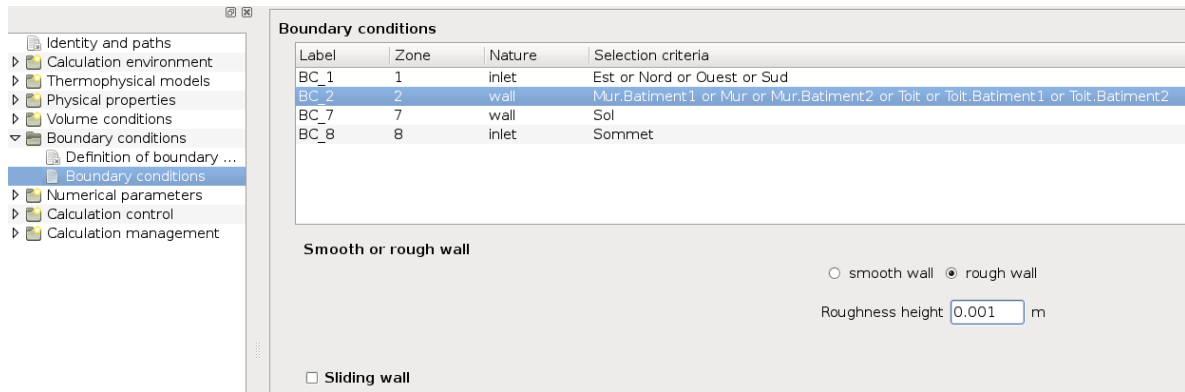 Identity and paths
Calculation environment
Thermophysical models
Physical properties
Volume conditions
Boundary conditions
Definition of boundary ...
Boundary conditions
Numerical parameters
Calculation control
Calculation management
Boundary conditions
Label Zone Nature Selection criteria
BC_1 1 inlet Est or Nord or Ouest or Sud
BC_2 2 wall Mur.Batiment1 or Mur or Mur.Batiment2 or Toit or Toit.Batiment1 or Toit.Batiment2
BC_7 7 wall Sol
BC_8 8 inlet Sommet
Smooth or rough wall
smooth wall rough wall
Roughness height 0.001 m
Sliding wall